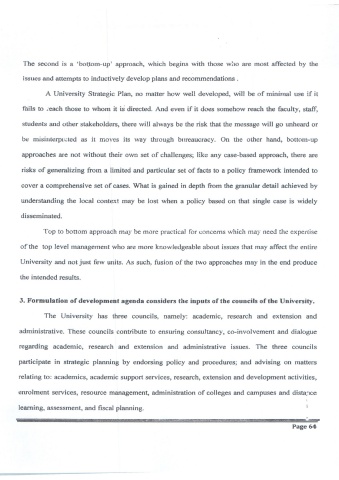 The second is a 'bottom-up' approach, which begins with those who are most affected by the
issues and attempts to inductively develop plans and recommendations .
A University Strategic Plan, no matter how well developed, will be of minimal use if it
fails to .each those to whom it is directed. And even if it does somehow reach the faculty, staff,
students and other stakeholders, there will always be the risk that the message will go unheard or
be misinterpreted as it moves its way through bureaucracy. On the other hand, bottom-up
approaches are not without their own set of challenges; like any case-based approach, there are
risks of generalizing from a limited and particular set of facts to a policy framework intended to
cover a comprehensive set of cases. What is gained in depth from the granular detail achieved by
understanding the local context may be lost when a policy based on that single case is widely
disseminated.
Top to bottom approach may be more practical for concerns which may need the expertise
of the top level management who are more knowledgeable about issues that may affect the entire
University and not just few units. As such, fusion of the two approaches may in the end produce
the intended results.
3. Formulation of development agenda considers the inputs of the councils of the University.
The University has three councils, namely: academic, research and extension and
administrative. These councils contribute to ensuring consultancy, co-involvement and dialogue
regarding academic, research and extension and administrative issues. The three councils
participate in strategic planning by endorsing policy and procedures; and advising on matters
relating to: academics, academic support services, research, extension and development activities,
enrolment services, resource management, administration of colleges and campuses and distance
learning, assessment, and fiscal planning.
Page 64